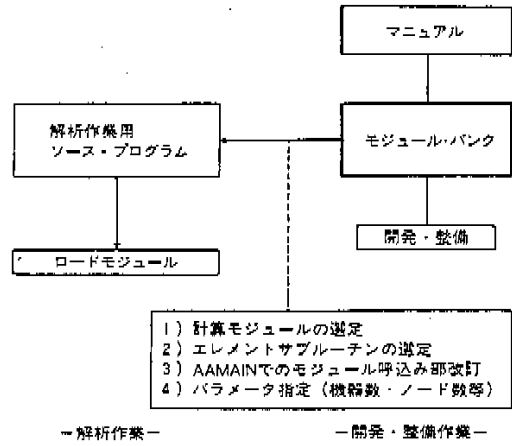 マニュアル
解析作業用
ソース・プログラム
モジュール・バンク
開発・整備
ロードモジュール
1）計算モジュールの選定
2）エレメントサブルーチンの選定
3）AAMAINでのモジュール呼込み部改訂
4）パラメータ指定（機器数・ノード数等）
－解析作業－
－開発・整備作業－